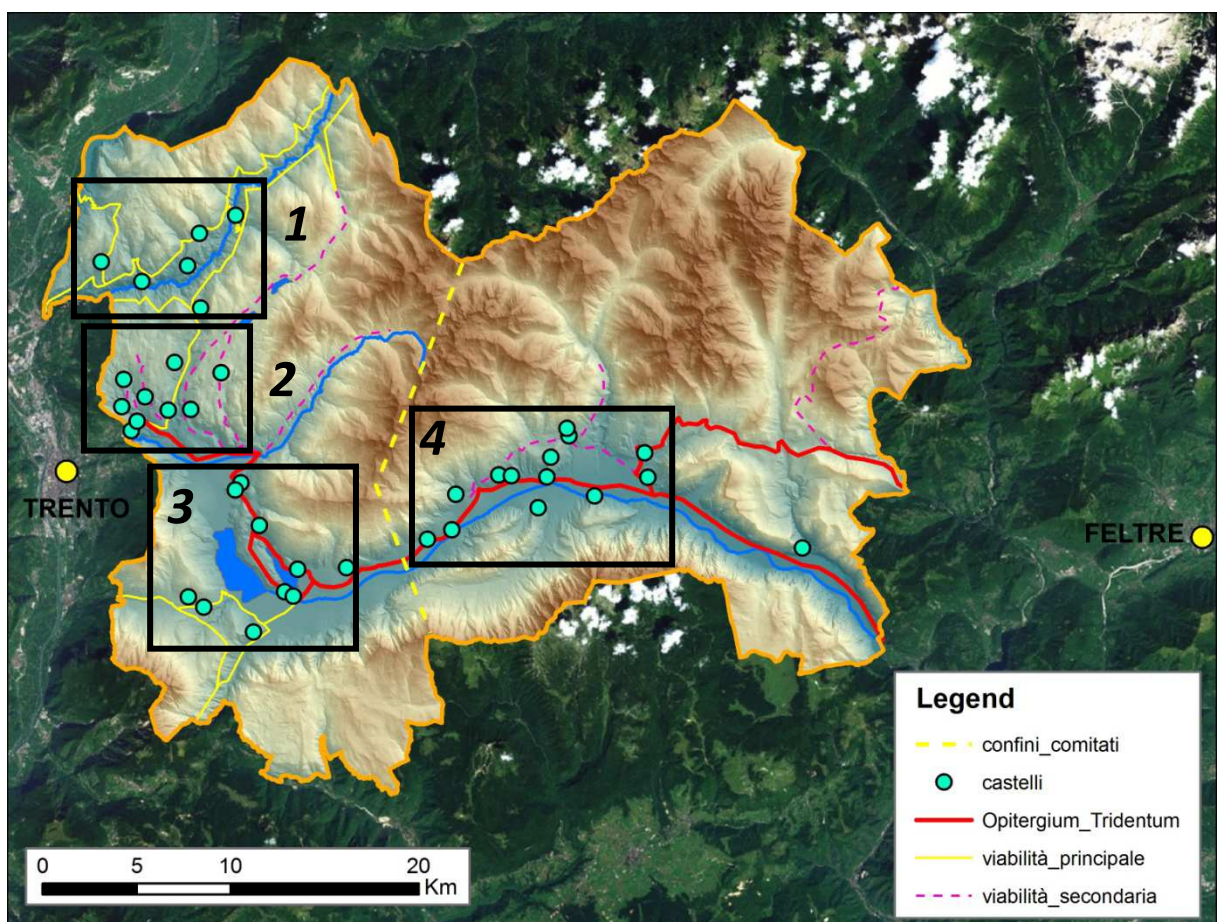 1
2
3
4
TRENTO
FELTRE
Legend
confini_comitati
castelli
Opitergium_Tridentum
viabilità_principale
viabilità_secondaria
0 5 10 20
Km